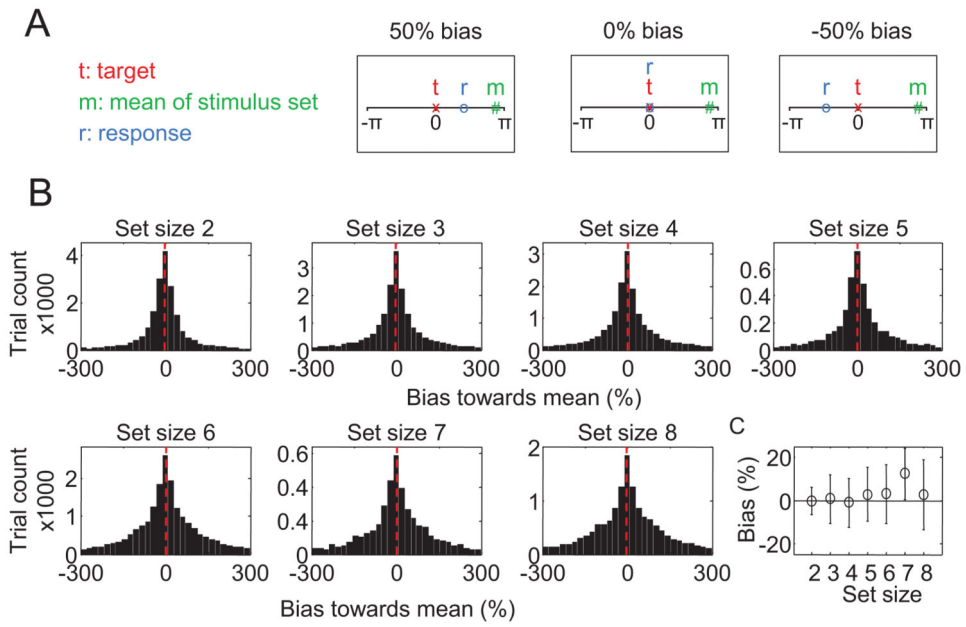 A
50% bias
0% bias
-50% bias
t: target
m: mean of stimulus set
r: response
t r m
-π 0 π
r
t m
-π 0 π
r t m
-π 0 π
B
Set size 2
Set size 3
Set size 4
Set size 5
Trial count
x1000
4
2
0
3
2
1
0
3
2
1
0
0.6
0.4
0.2
0
-300 0 300
-300 0 300
-300 0 300
-300 0 300
Bias towards mean (%)
Set size 6
Set size 7
Set size 8
Trial count
x1000
2
1
0
0.6
0.4
0.4
0
2
1
0
-300 0 300
-300 0 300
-300 0 300
Bias towards mean (%)
C
Bias (%)
20
0
-20
2 3 4 5 6 7 8
Set size